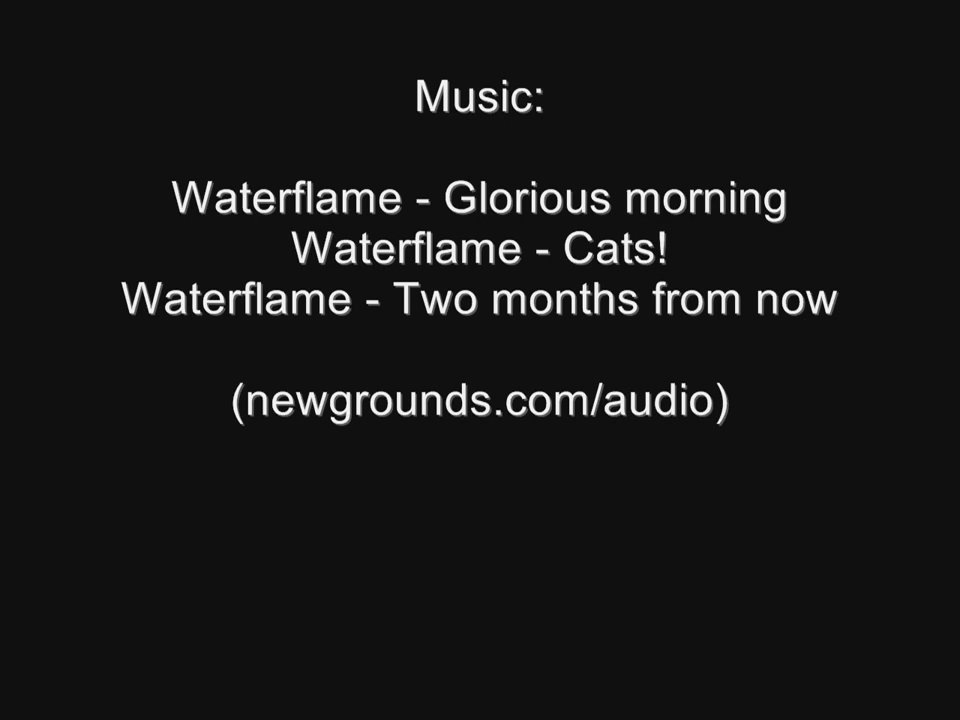 Music:
Waterflame - Glorious morning
Waterflame - Cats!
Waterflame - Two months from now
(newgrounds.com/audio)